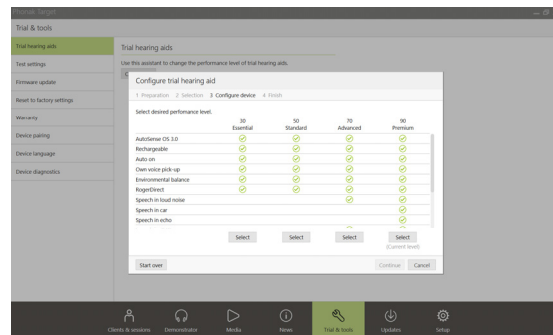 Phonak Target
Trial & tools
Trial hearing aids
Test settings
Firmware update
Reset to factory settings
Warranty
Device pairing
Device language
Device diagnostics
Trial hearing aids
Use this assistant to change the performance level of trial hearing aids.
Configure trial hearing aid
1 Preparation 2 Selection 3 Configure device 4 Finish
Select desired perfomance level.
30 50 70 90
Essential Standard Advanced Premium
AutoSense OS 3.0
Rechargeable
Auto on
Own voice pick-up
Environmental balance
RogerDirect
Speech in loud noise
Speech in car
Speech in echo
Select Select Select Select
(Current level)
Start over Continue Cancel
Clients & sessions Demonstrator Media News Trial & tools Updates Setup